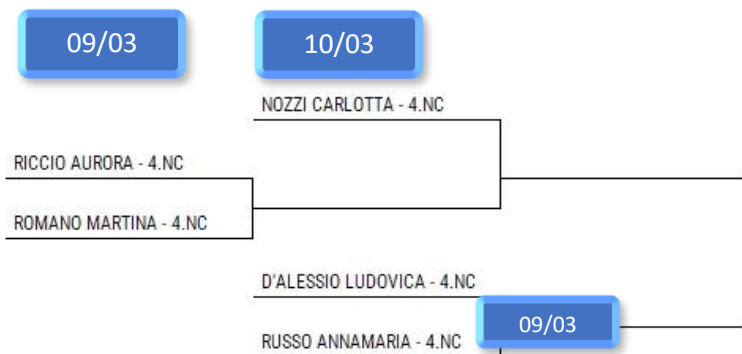 09/03
10/03
NOZZI CARLOTTA - 4.NC
RICCIO AURORA - 4.NC
ROMANO MARTINA - 4.NC
D'ALESSIO LUDOVICA - 4.NC
09/03
RUSSO ANNAMARIA - 4.NC